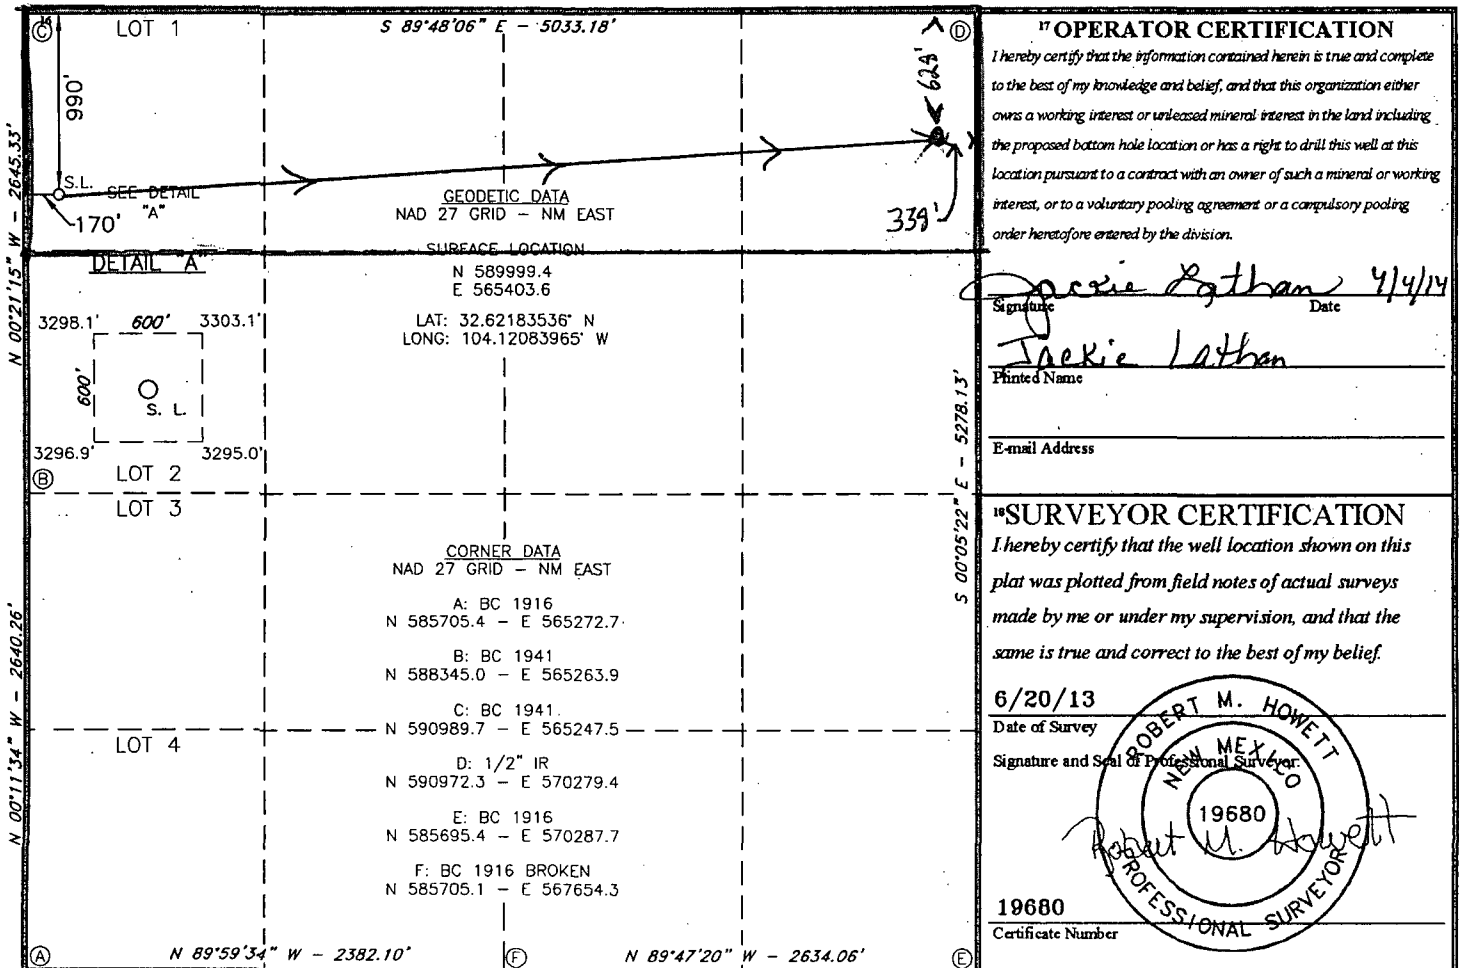 16
C
LOT 1
S 89°48'06" E - 5033.18'
D
990'
628'
N 00°21'15" W - 2645.33'
S.L.
SEE DETAIL
"A"
170'
339'
GEODETIC DATA
NAD 27 GRID - NM EAST
SURFACE LOCATION
N 589999.4
E 565403.6
LAT: 32.62183536° N
LONG: 104.12083965° W
DETAIL "A"
3298.1' 600' 3303.1'
600'
S. L.
3296.9' 3295.0'
B
LOT 2
LOT 3
S 00°05'22" E - 5278.13'
CORNER DATA
NAD 27 GRID - NM EAST
A: BC 1916
N 585705.4 - E 565272.7
B: BC 1941
N 588345.0 - E 565263.9
C: BC 1941
N 590989.7 - E 565247.5
D: 1/2" IR
N 590972.3 - E 570279.4
E: BC 1916
N 585695.4 - E 570287.7
F: BC 1916 BROKEN
N 585705.1 - E 567654.3
LOT 4
N 00°11'34" W - 2640.26'
A
N 89°59'34" W - 2382.10'
F
N 89°47'20" W - 2634.06'
E
17 OPERATOR CERTIFICATION
I hereby certify that the information contained herein is true and complete
to the best of my knowledge and belief, and that this organization either
owns a working interest or unleased mineral interest in the land including
the proposed bottom hole location or has a right to drill this well at this
location pursuant to a contract with an owner of such a mineral or working
interest, or to a voluntary pooling agreement or a compulsory pooling
order heretofore entered by the division.
Jackie Lathan 4/4/14
Signature Date
Jackie Lathan
Printed Name
E-mail Address
18 SURVEYOR CERTIFICATION
I hereby certify that the well location shown on this
plat was plotted from field notes of actual surveys
made by me or under my supervision, and that the
same is true and correct to the best of my belief.
6/20/13
Date of Survey
Signature and Seal of Professional Surveyor:
ROBERT M. HOWETT
NEW MEXICO
19680
PROFESSIONAL SURVEYOR
Robert M. Howett
19680
Certificate Number